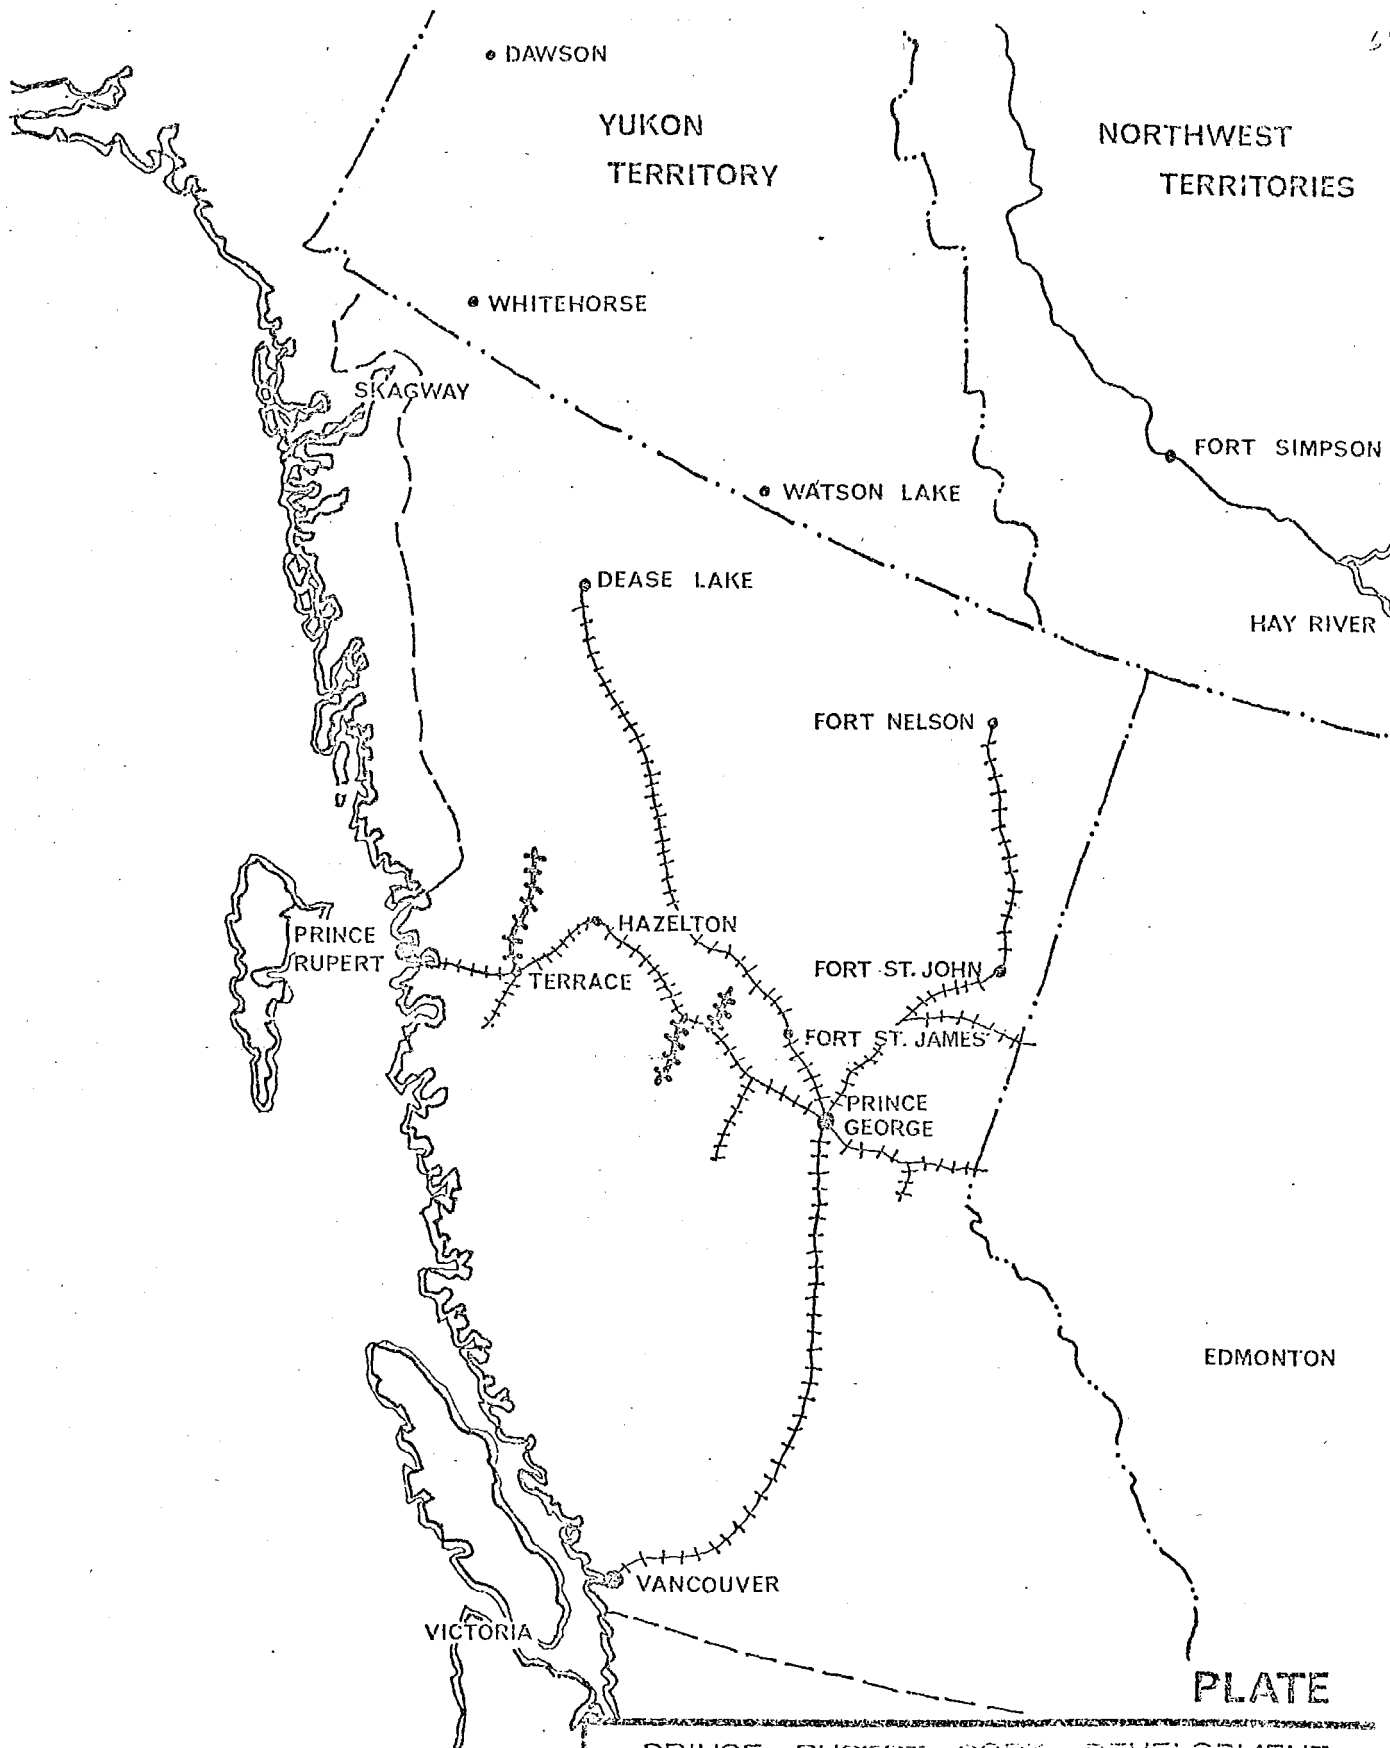 DAWSON
YUKON
TERRITORY
NORTHWEST
TERRITORIES
WHITEHORSE
SKAGWAY
FORT SIMPSON
WATSON LAKE
DEASE LAKE
HAY RIVER
FORT NELSON
HAZELTON
PRINCE
RUPERT
TERRACE
FORT ST. JOHN
FORT ST. JAMES
PRINCE
GEORGE
EDMONTON
VANCOUVER
VICTORIA
PLATE